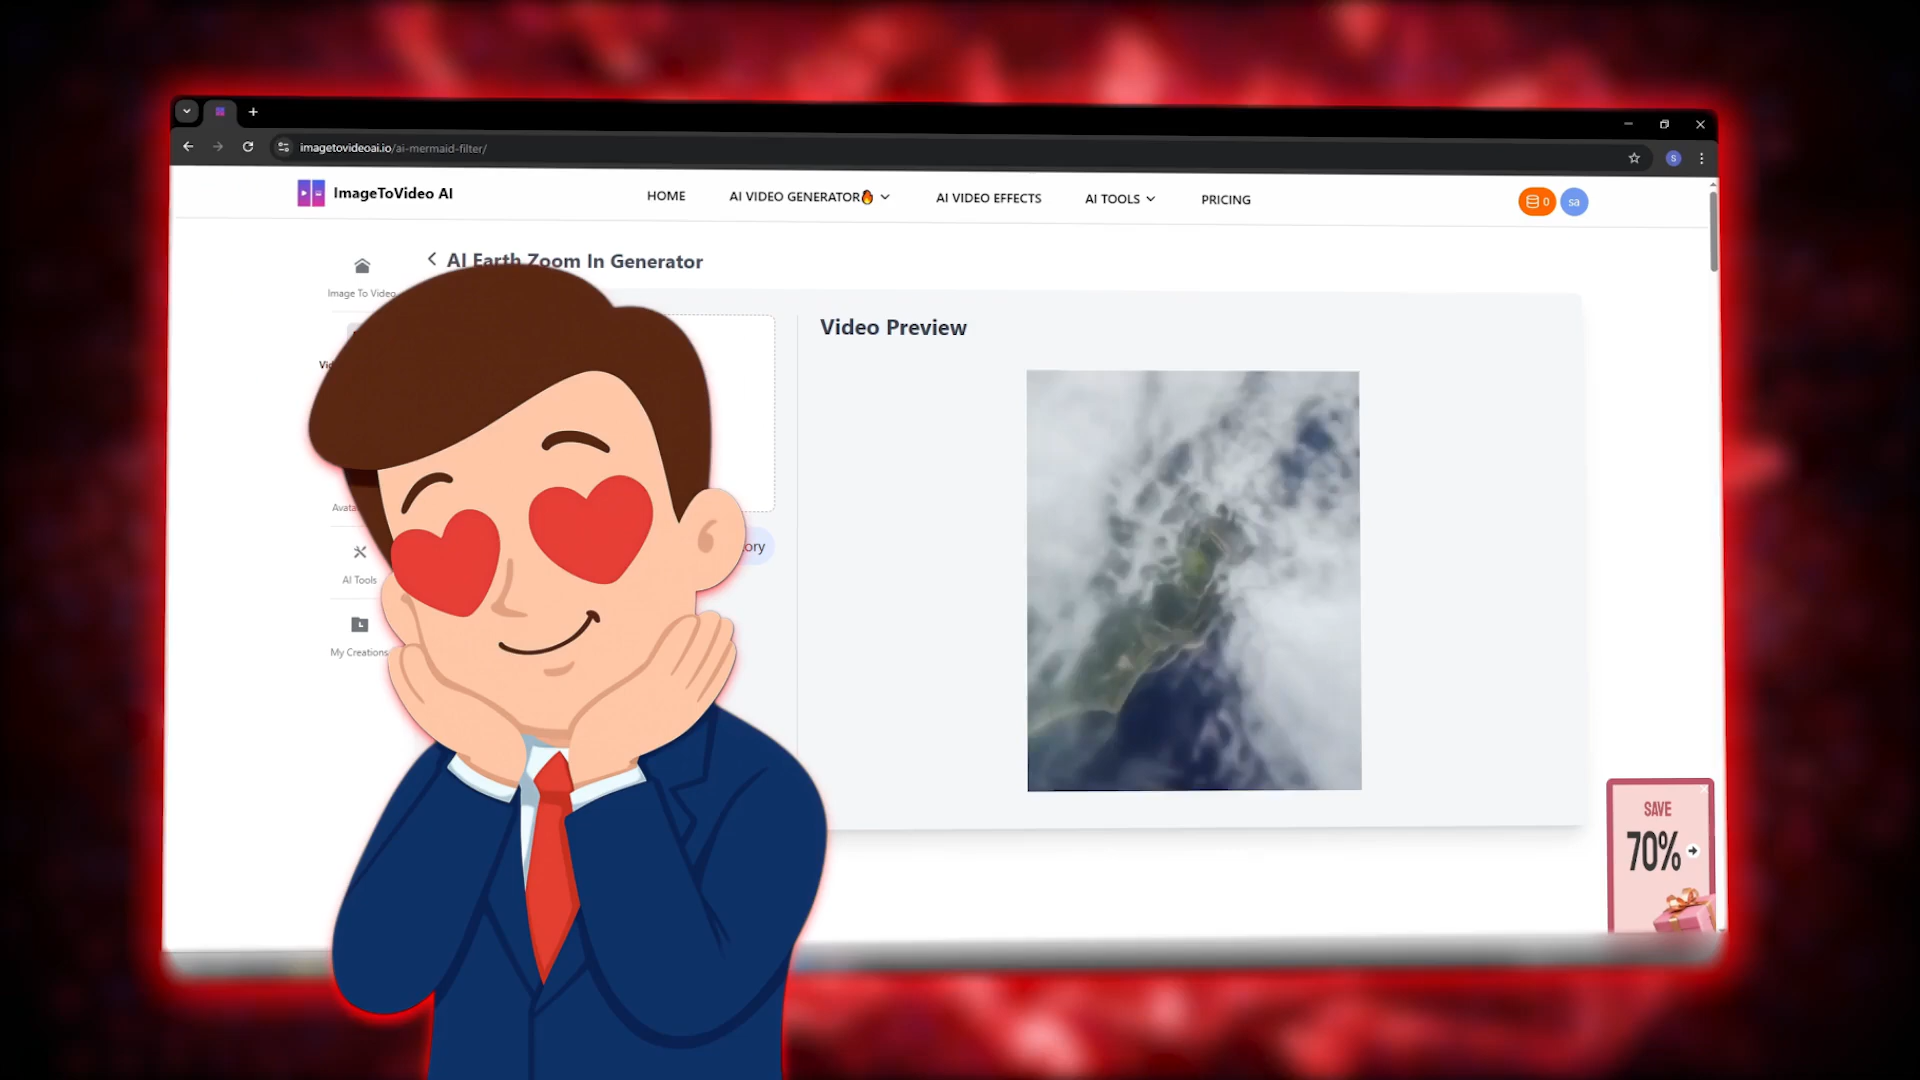 imagetovideoai.io/ai-mermaid-filter/
S
ImageToVideo AI
HOME
AI VIDEO GENERATOR🔥
AI VIDEO EFFECTS
AI TOOLS
PRICING
0
sa
AI Earth Zoom In Generator
Image To Video
Video Preview
AI Tools
My Creations
SAVE
70%